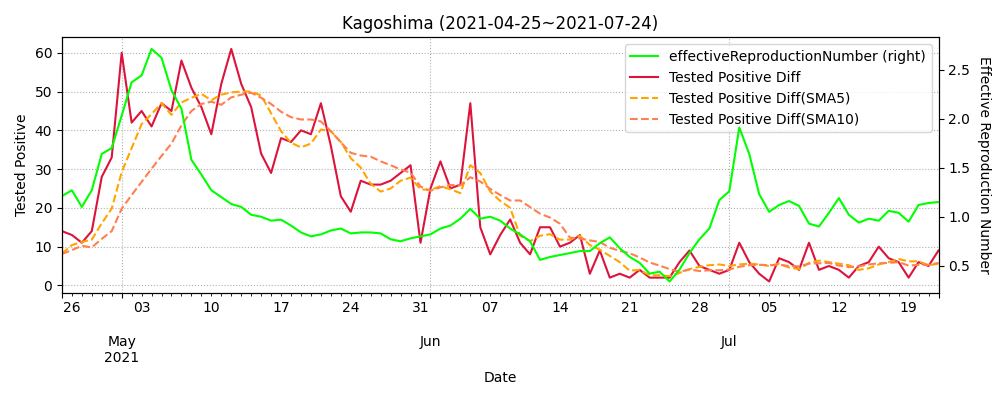 Kagoshima (2021-04-25~2021-07-24)
effectiveReproductionNumber (right)
Tested Positive Diff
Tested Positive Diff(SMA5)
Tested Positive Diff(SMA10)
Tested Positive
60
50
40
30
20
10
0
2.5
2.0
1.5
1.0
0.5
Effective Reproduction Number
26 03 10 17 24 31 07 14 21 28 05 12 19
May Jun Jul
2021
Date